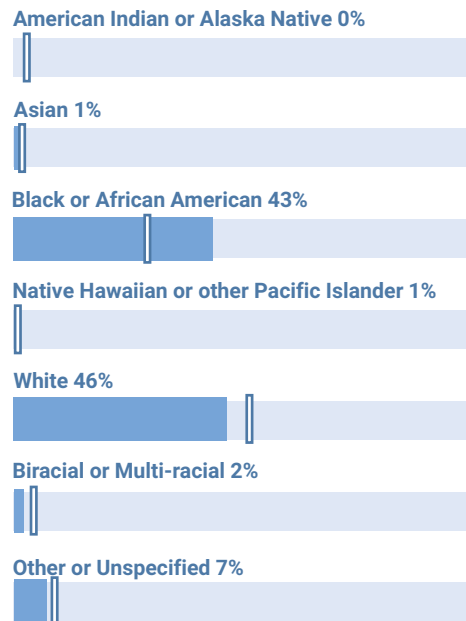 American Indian or Alaska Native 0%
Asian 1%
Black or African American 43%
Native Hawaiian or other Pacific Islander 1%
White 46%
Biracial or Multi-racial 2%
Other or Unspecified 7%